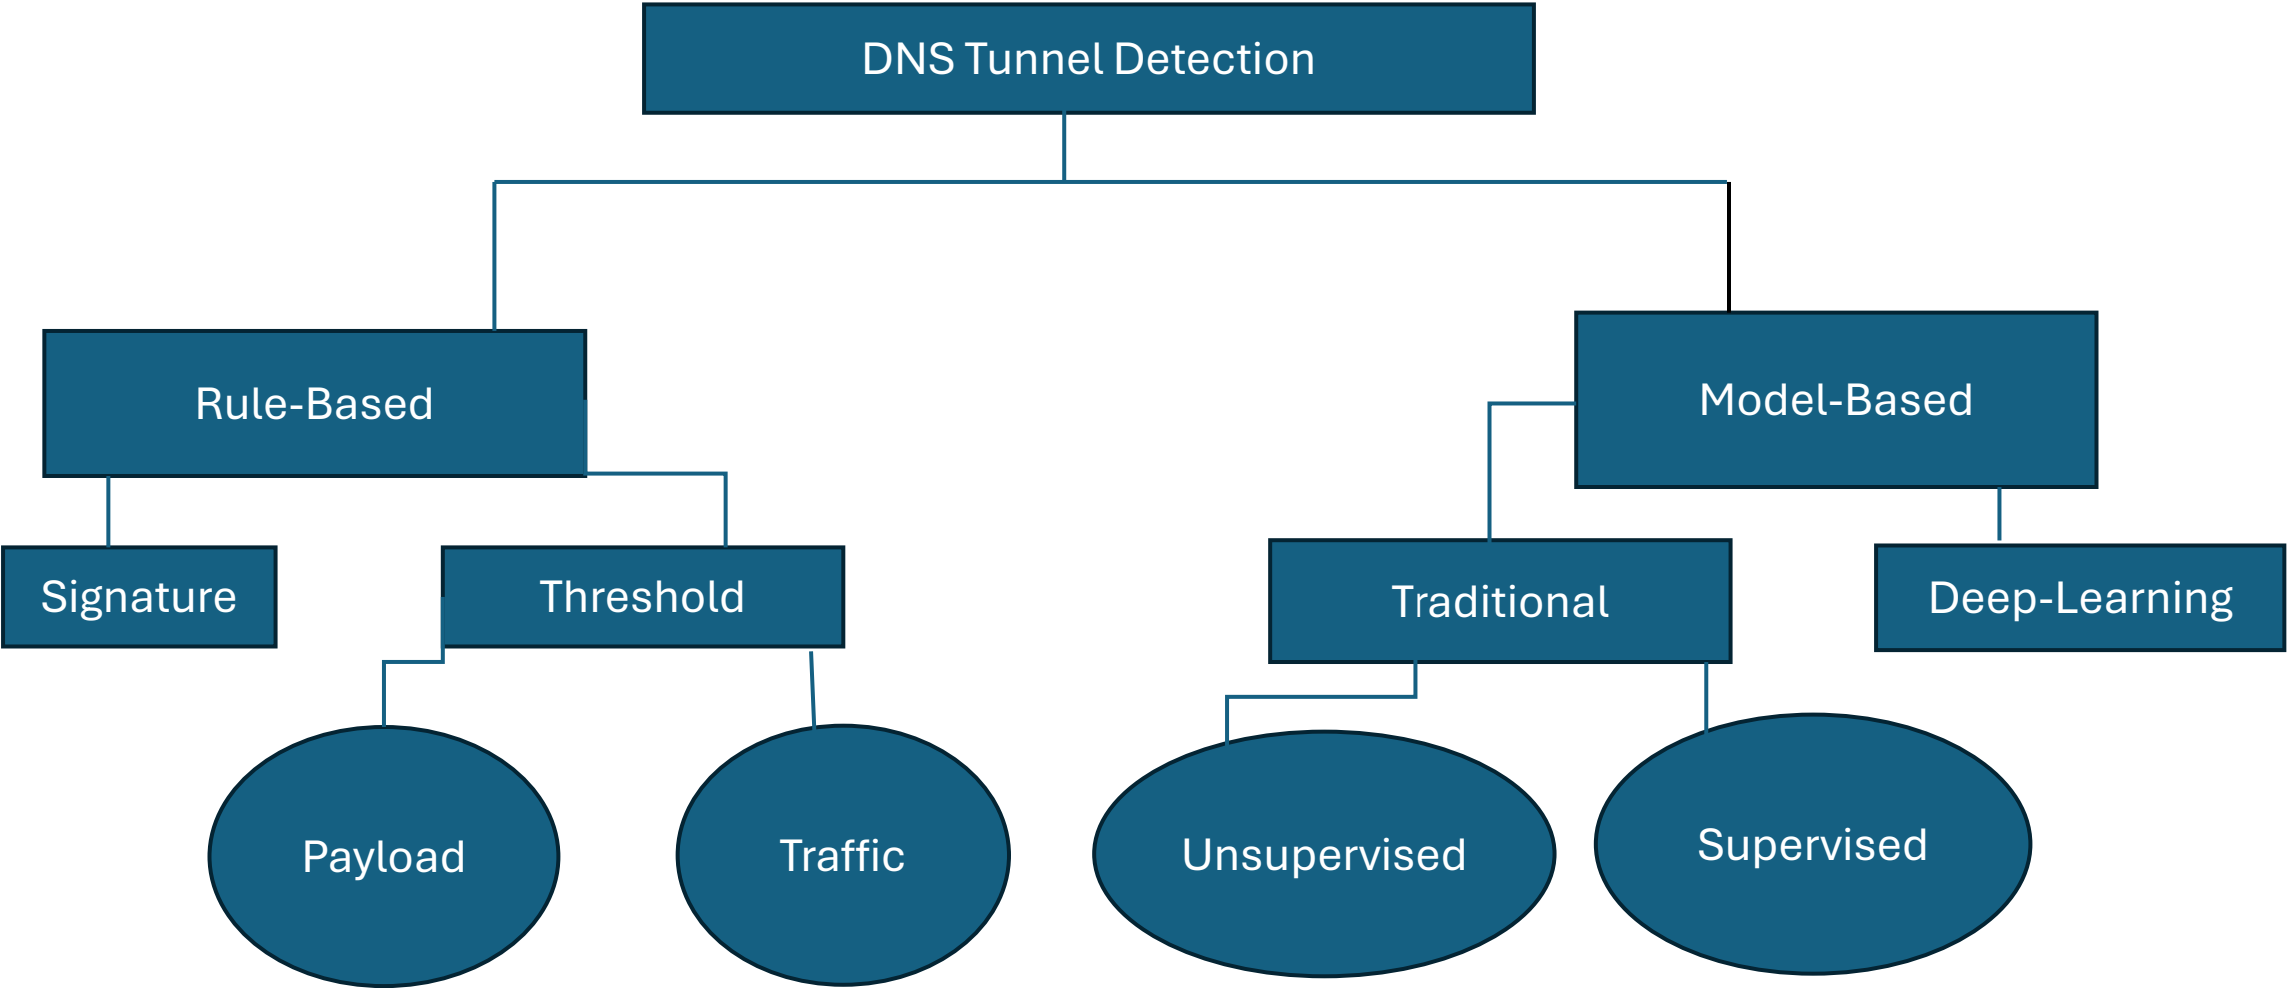 DNS Tunnel Detection
Rule-Based
Model-Based
Signature
Threshold
Traditional
Deep-Learning
Payload
Traffic
Unsupervised
Supervised